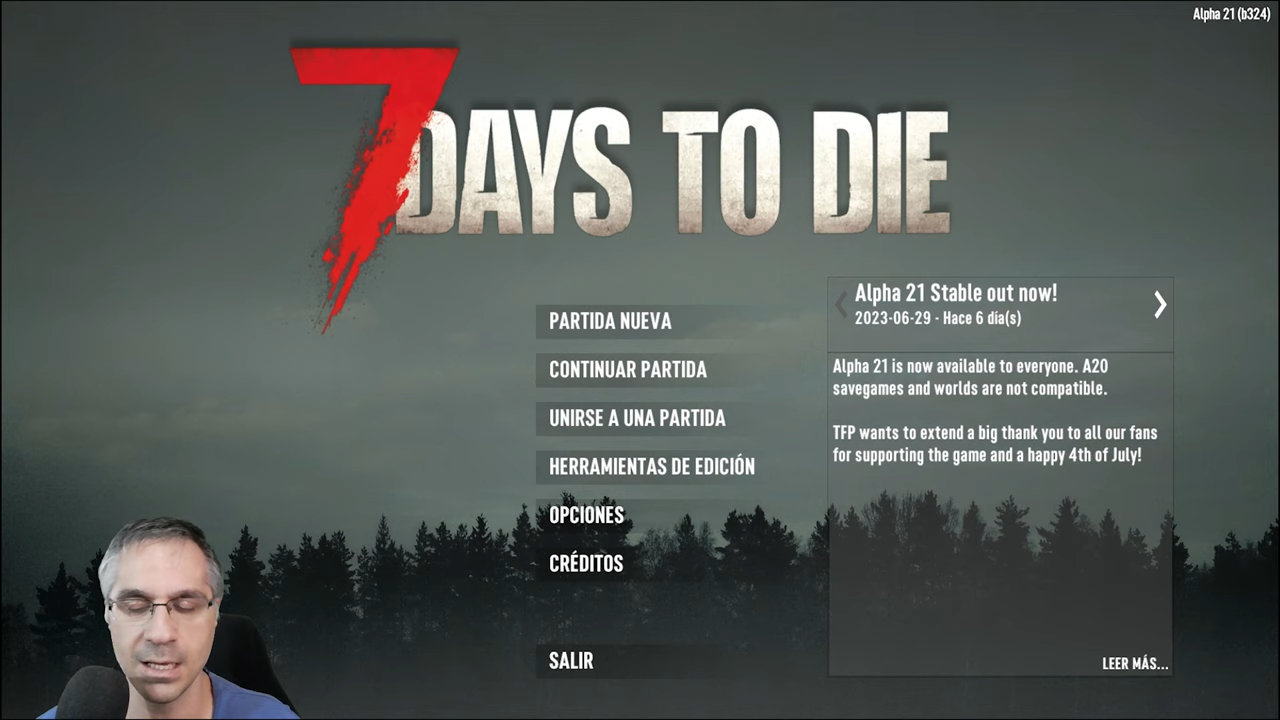 Alpha 21 (b324)
7 DAYS TO DIE
PARTIDA NUEVA
CONTINUAR PARTIDA
UNIRSE A UNA PARTIDA
HERRAMIENTAS DE EDICIÓN
OPCIONES
CRÉDITOS
SALIR
Alpha 21 Stable out now!
2023-06-29 - Hace 6 día(s)
Alpha 21 is now available to everyone. A20
savegames and worlds are not compatible.
TFP wants to extend a big thank you to all our fans
for supporting the game and a happy 4th of July!
LEER MÁS...